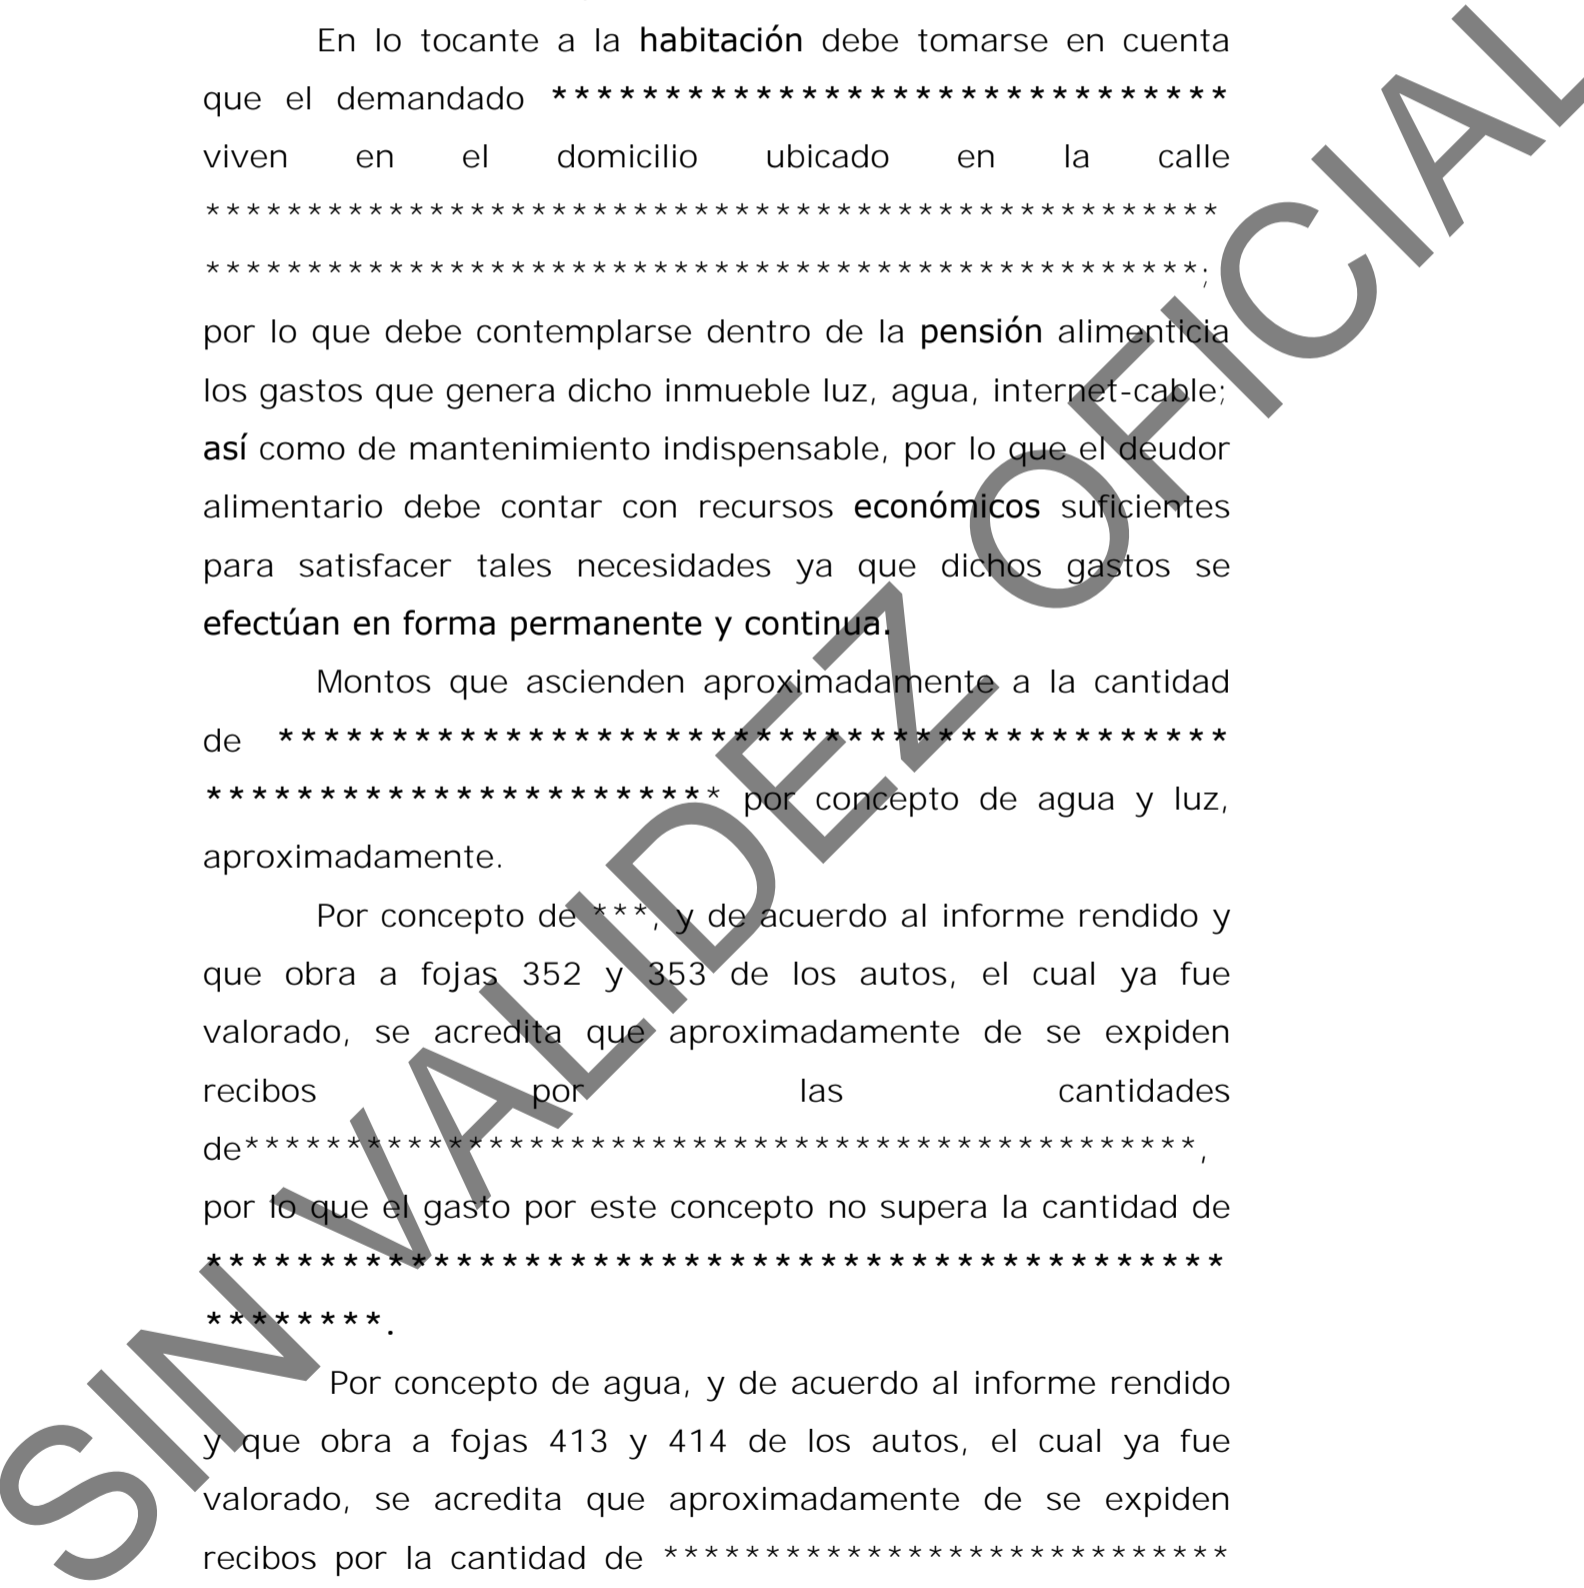 En lo tocante a la habitación debe tomarse en cuenta
que el demandado ******************************
viven en el domicilio ubicado en la calle
**************************************************
*************************************************;
por lo que debe contemplarse dentro de la pensión alimenticia
los gastos que genera dicho inmueble luz, agua, internet-cable;
así como de mantenimiento indispensable, por lo que el deudor
alimentario debe contar con recursos económicos suficientes
para satisfacer tales necesidades ya que dichos gastos se
efectúan en forma permanente y continua.
Montos que ascienden aproximadamente a la cantidad
de ******************************************
*********************** por concepto de agua y luz,
aproximadamente.
Por concepto de ***, y de acuerdo al informe rendido y
que obra a fojas 352 y 353 de los autos, el cual ya fue
valorado, se acredita que aproximadamente de se expiden
recibos por las cantidades
de***********************************************,
por lo que el gasto por este concepto no supera la cantidad de
*********************************************
********.
Por concepto de agua, y de acuerdo al informe rendido
y que obra a fojas 413 y 414 de los autos, el cual ya fue
valorado, se acredita que aproximadamente de se expiden
recibos por la cantidad de ****************************
SIN VALIDEZ OFICIAL